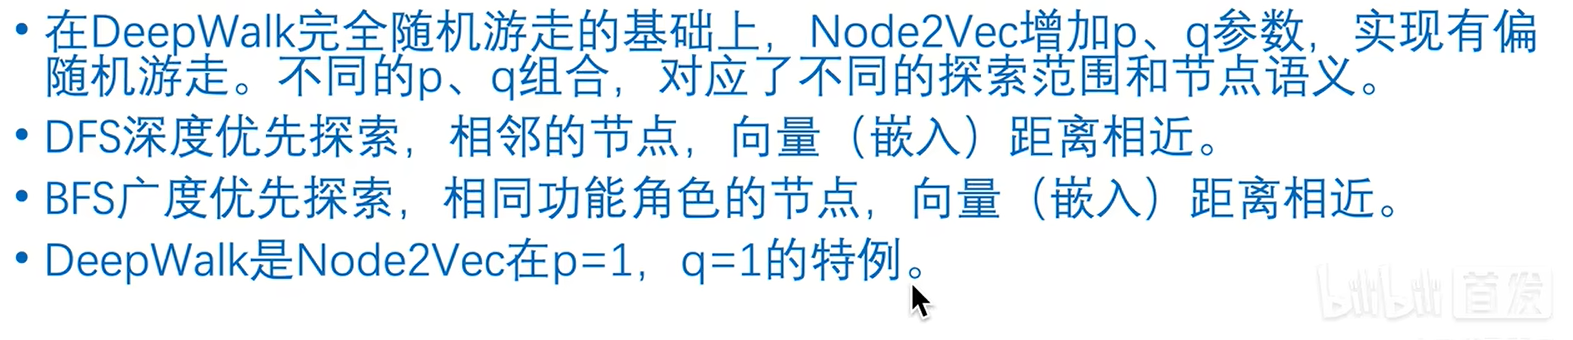 • 在DeepWalk完全随机游走的基础上，Node2Vec增加p、q参数，实现有偏
随机游走。不同的p、q组合，对应了不同的探索范围和节点语义。
• DFS深度优先探索，相邻的节点，向量（嵌入）距离相近。
• BFS广度优先探索，相同功能角色的节点，向量（嵌入）距离相近。
• DeepWalk是Node2Vec在p=1，q=1的特例。
bilibili 首发